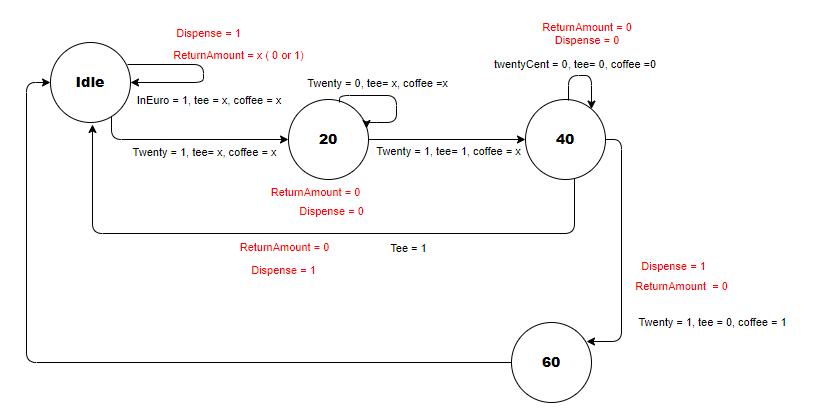 ReturnAmount = 0
Dispense = 1
Dispense = 0
ReturnAmount = x ( 0 or 1)
twentyCent = 0, tee= 0, coffee =0
Idle
Twenty = 0, tee= x, coffee =x
InEuro = 1, tee = x, coffee = x
20
40
Twenty = 1, tee= x, coffee = x
Twenty = 1, tee= 1, coffee = x
ReturnAmount = 0
Dispense = 0
ReturnAmount = 0
Tee = 1
Dispense = 1
Dispense = 1
ReturnAmount = 0
Twenty = 1, tee = 0, coffee = 1
60